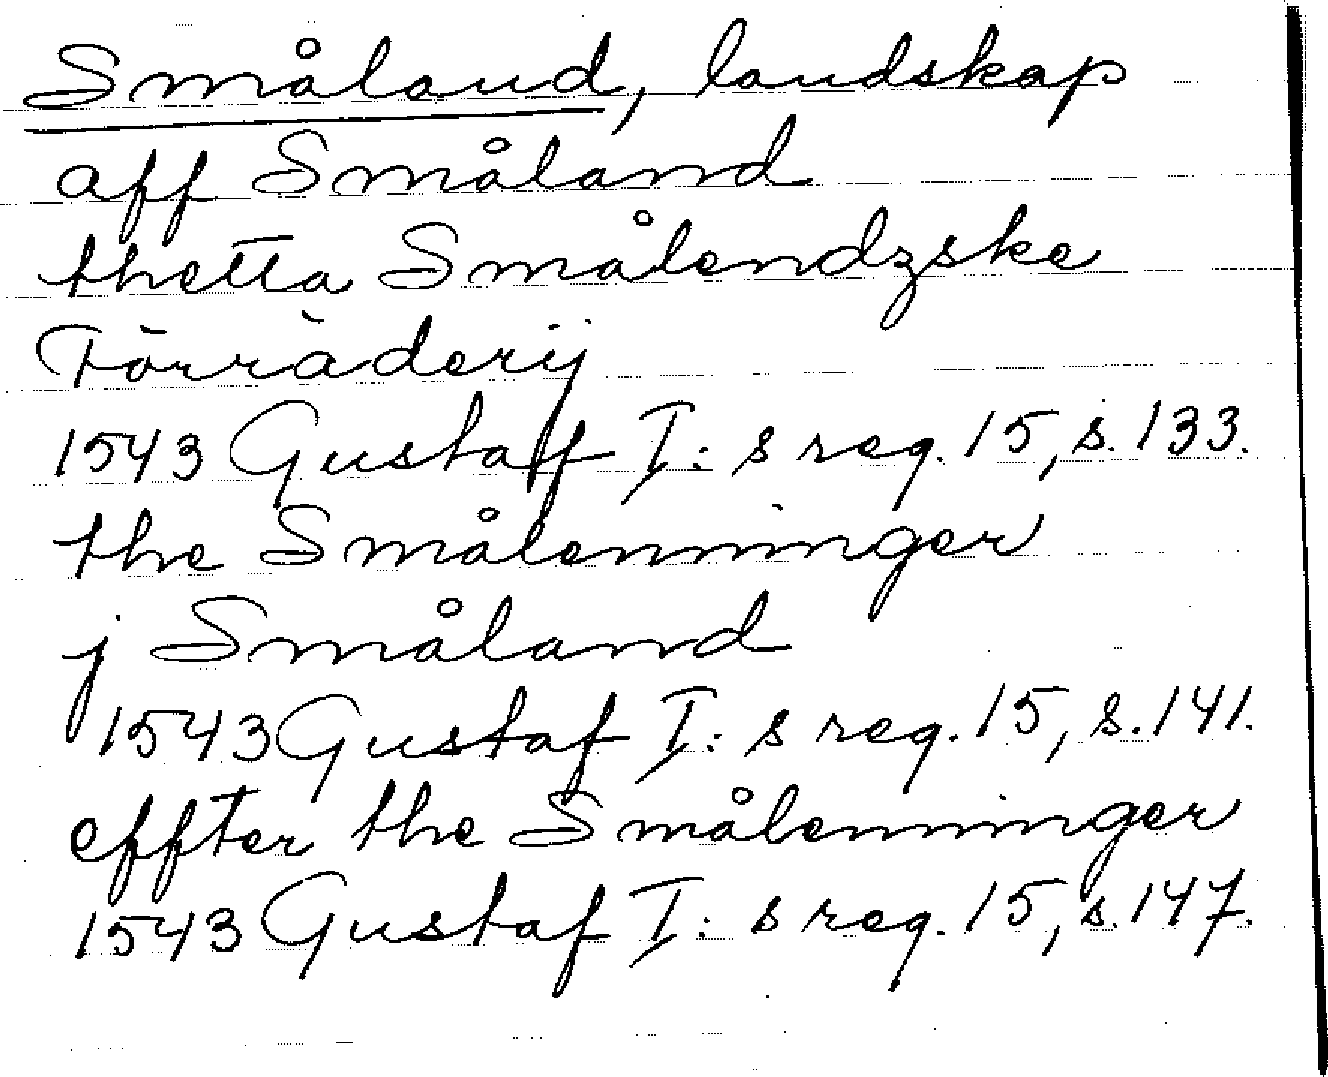 Småland, landskap
aff Småland
thetta Smålendzske
Förräderij
1543 Gustaff I: s reg. 15, s. 133.
the Smålenninger
j Småland
1543 Gustaf I: s reg. 15, s. 141.
effter the Smålenninger
1543 Gustaf I: s reg. 15, s. 147.